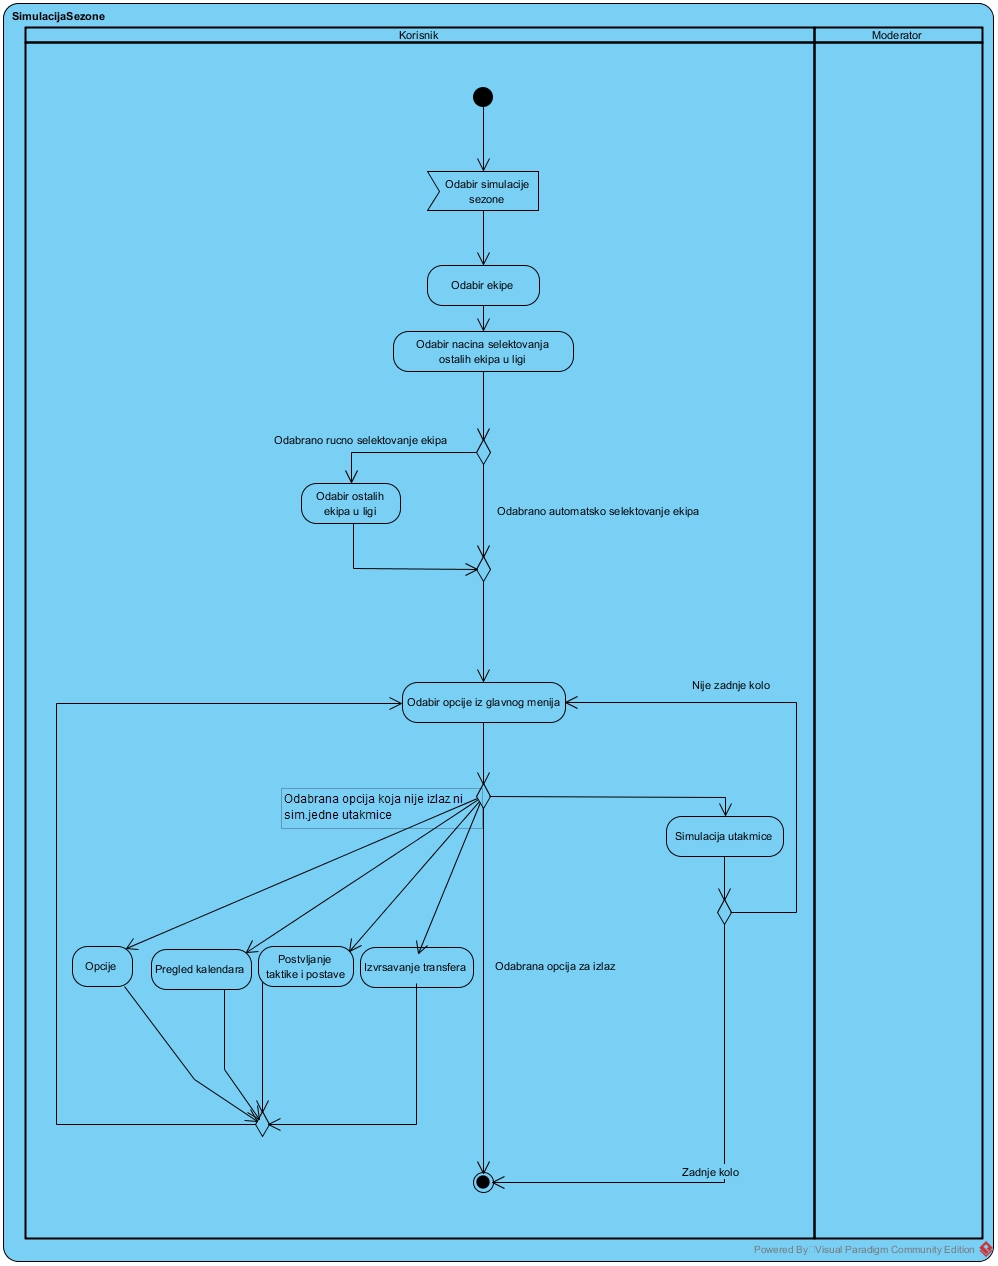 SimulacijaSezone
Korisnik
Moderator
Odabir simulacije
sezone
Odabir ekipe
Odabir nacina selektovanja
ostalih ekipa u ligi
Odabrano rucno selektovanje ekipa
Odabir ostalih
ekipa u ligi
Odabrano automatsko selektovanje ekipa
Nije zadnje kolo
Odabir opcije iz glavnog menija
Odabrana opcija koja nije izlaz ni
sim.jedne utakmice
Simulacija utakmice
Opcije
Pregled kalendara
Postvljanje
taktike i postave
Izvrsavanje transfera
Odabrana opcija za izlaz
Zadnje kolo
Powered By Visual Paradigm Community Edition